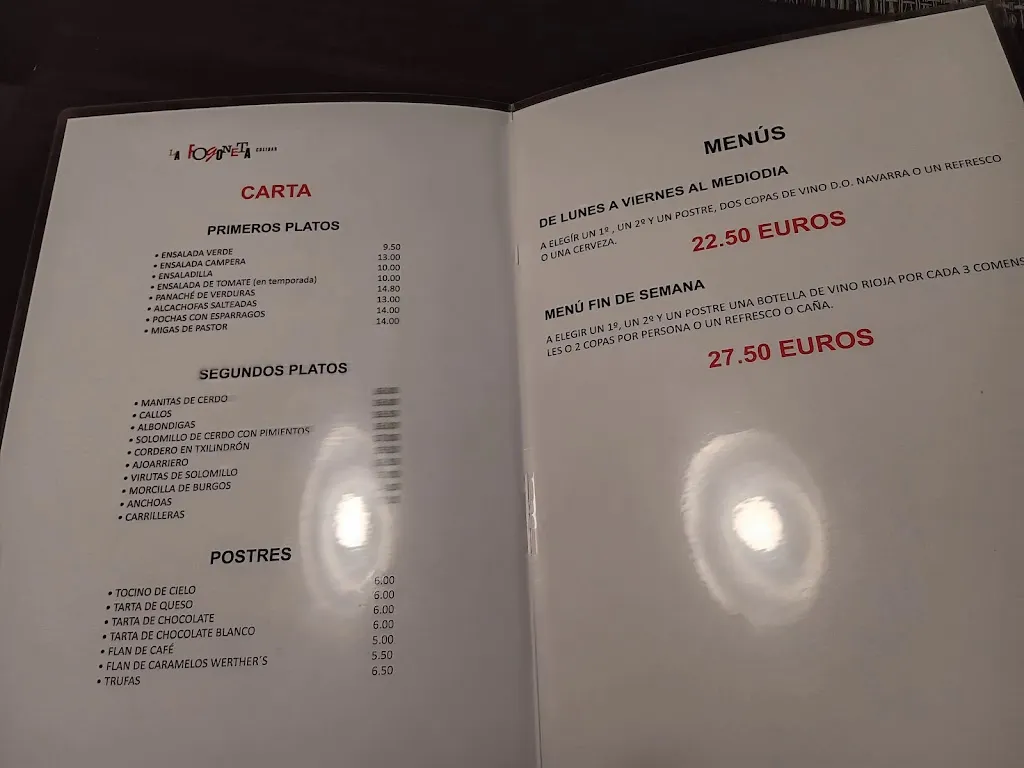 LA FOGONETA
CARTA
PRIMEROS PLATOS
• ENSALADA VERDE 9.50
• ENSALADA CAMPERA 13.00
• ENSALADILLA 10.00
• ENSALADA DE TOMATE (en temporada) 10.00
• PANACHÉ DE VERDURAS 14.80
• ALCACHOFAS SALTEADAS 13.00
• POCHAS CON ESPARRAGOS 14.00
• MIGAS DE PASTOR 14.00
SEGUNDOS PLATOS
• MANITAS DE CERDO
• CALLOS
• ALBONDIGAS
• SOLOMILLO DE CERDO CON PIMIENTOS
• CORDERO EN TXILINDRÓN
• AJOARRIERO
• VIRUTAS DE SOLOMILLO
• MORCILLA DE BURGOS
• ANCHOAS
• CARRILLERAS
POSTRES
• TOCINO DE CIELO 6.00
• TARTA DE QUESO 6.00
• TARTA DE CHOCOLATE 6.00
• TARTA DE CHOCOLATE BLANCO 6.00
• FLAN DE CAFÉ 5.00
• FLAN DE CARAMELOS WERTHER´S 5.50
• TRUFAS 6.50
MENÚS
DE LUNES A VIERNES AL MEDIODIA
A ELEGÍR UN 1º , UN 2º Y UN POSTRE, DOS COPAS DE VINO D.O. NAVARRA O UN REFRESCO
O UNA CERVEZA.
22.50 EUROS
MENÚ FIN DE SEMANA
A ELEGIR UN 1º, UN 2º Y UN POSTRE UNA BOTELLA DE VINO RIOJA POR CADA 3 COMENS
LES O 2 COPAS POR PERSONA O UN REFRESCO O CAÑA.
27.50 EUROS